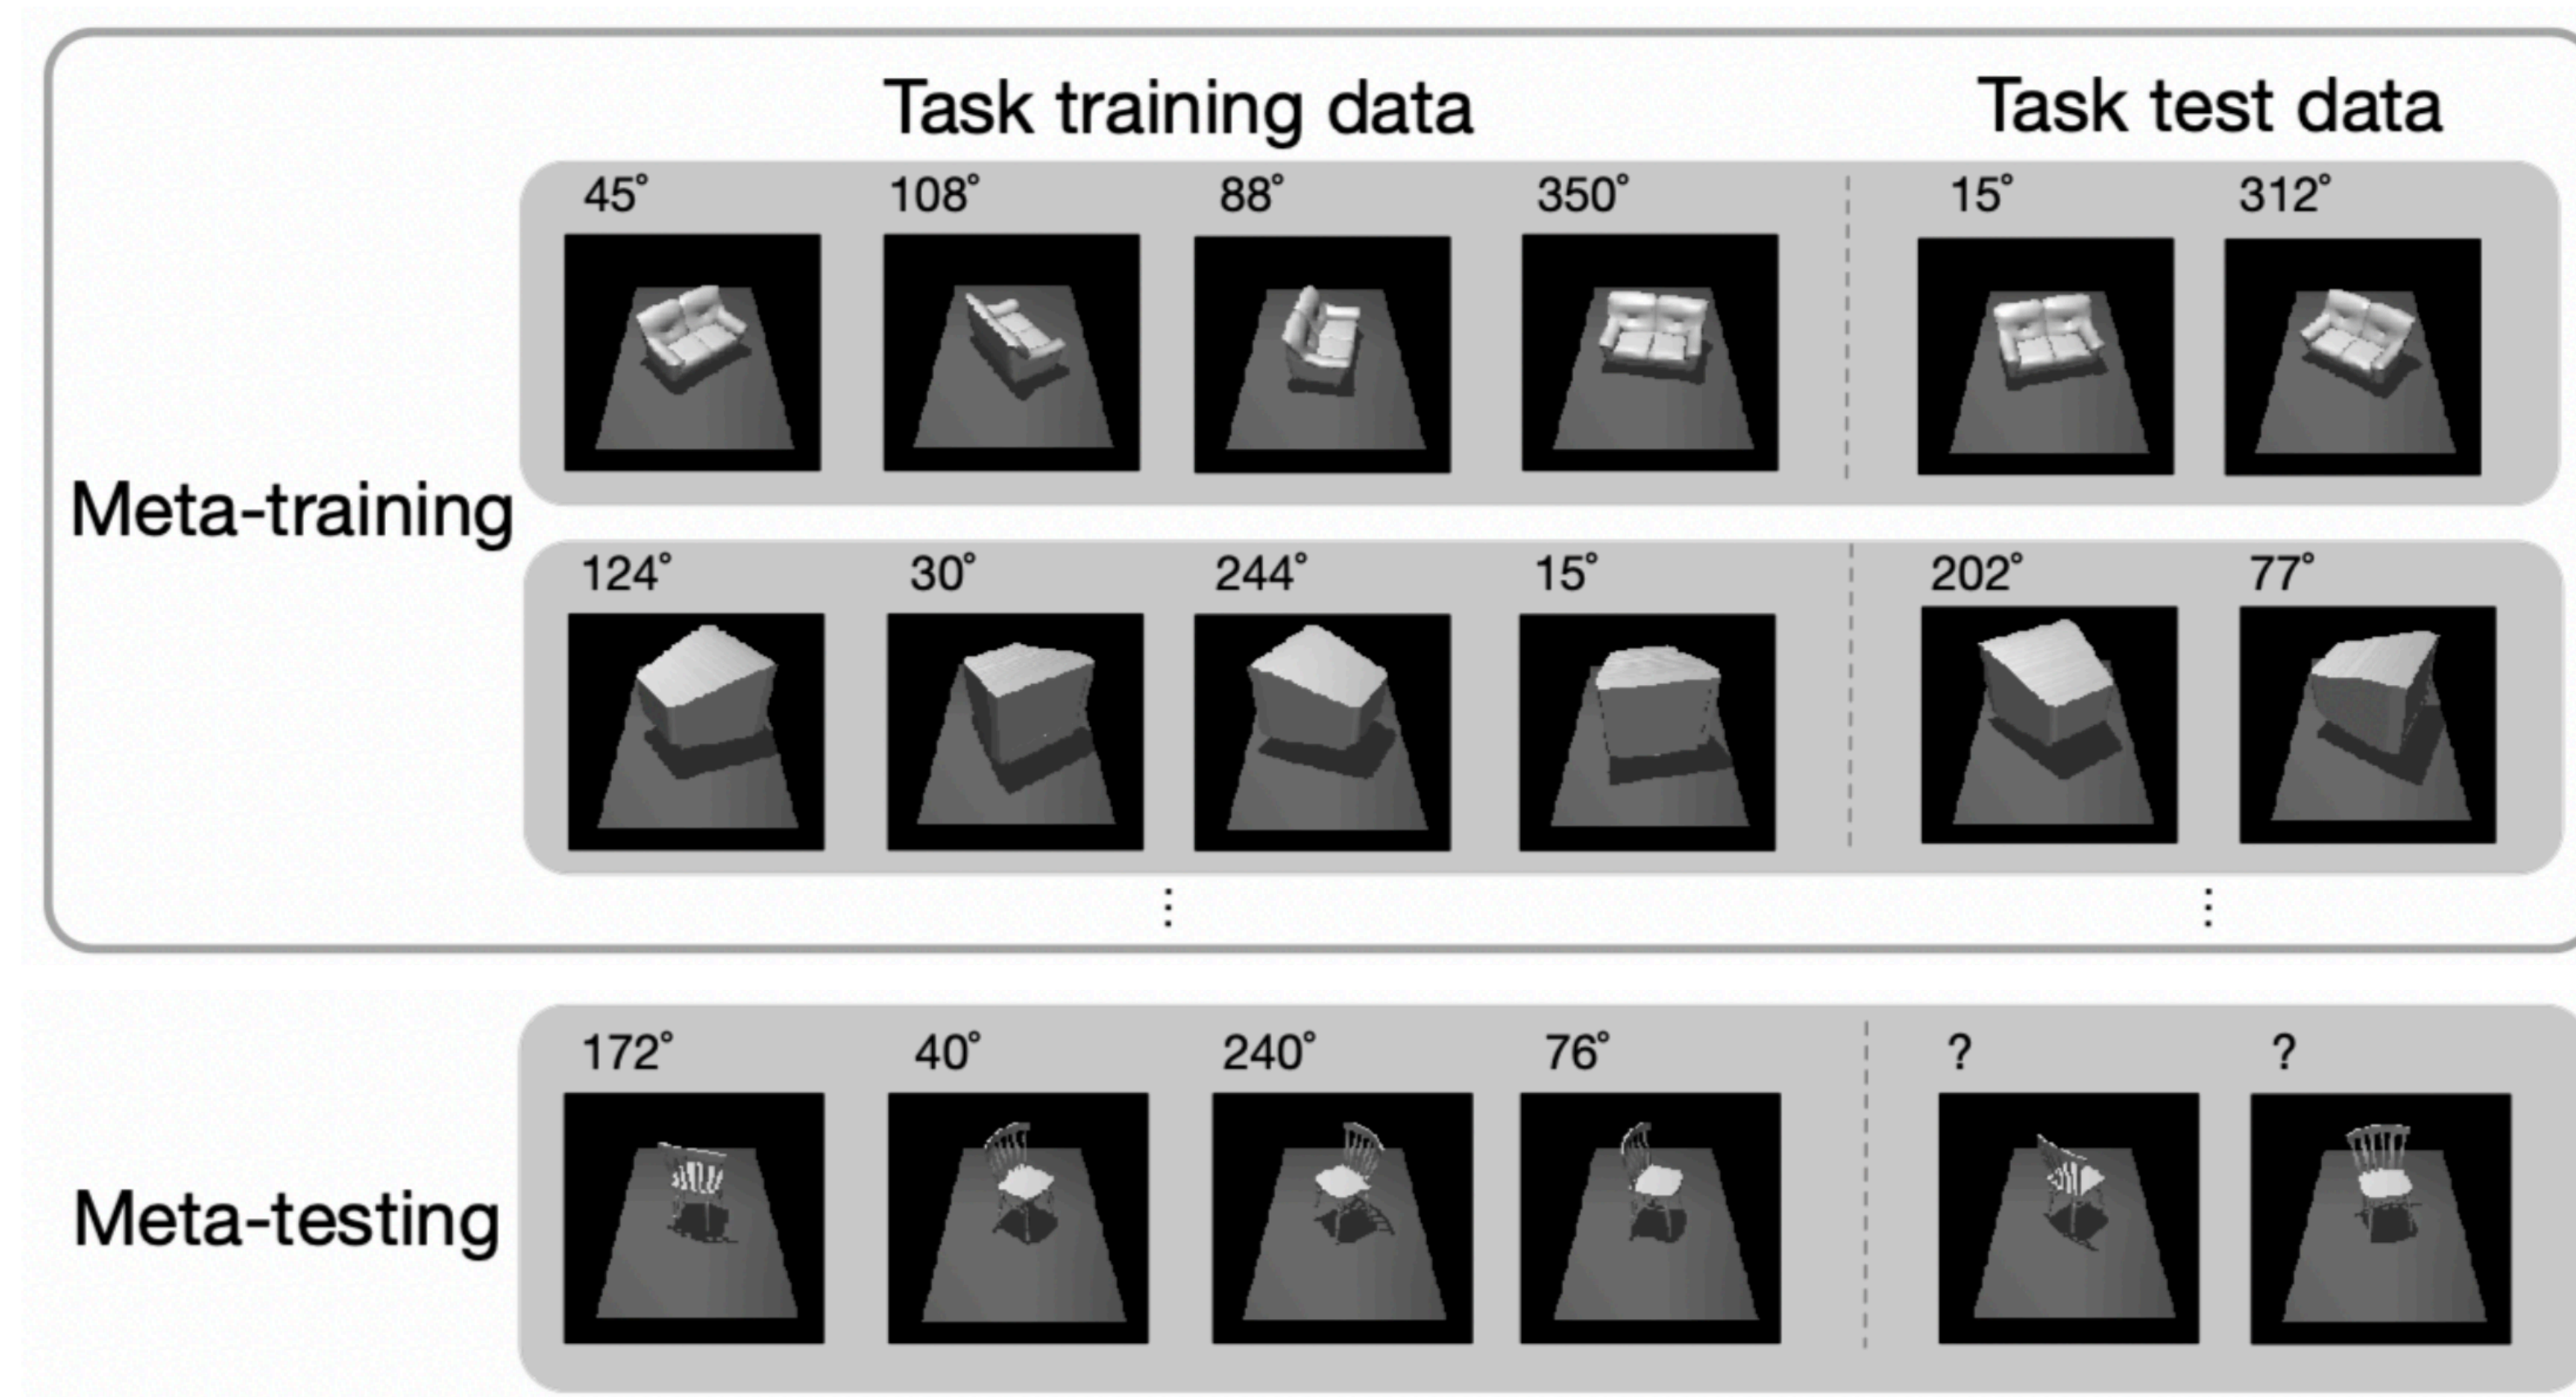 Task training data Task test data
45° 108° 88° 350° 15° 312°
Meta-training
124° 30° 244° 15° 202° 77°
⋮ ⋮
172° 40° 240° 76° ? ?
Meta-testing